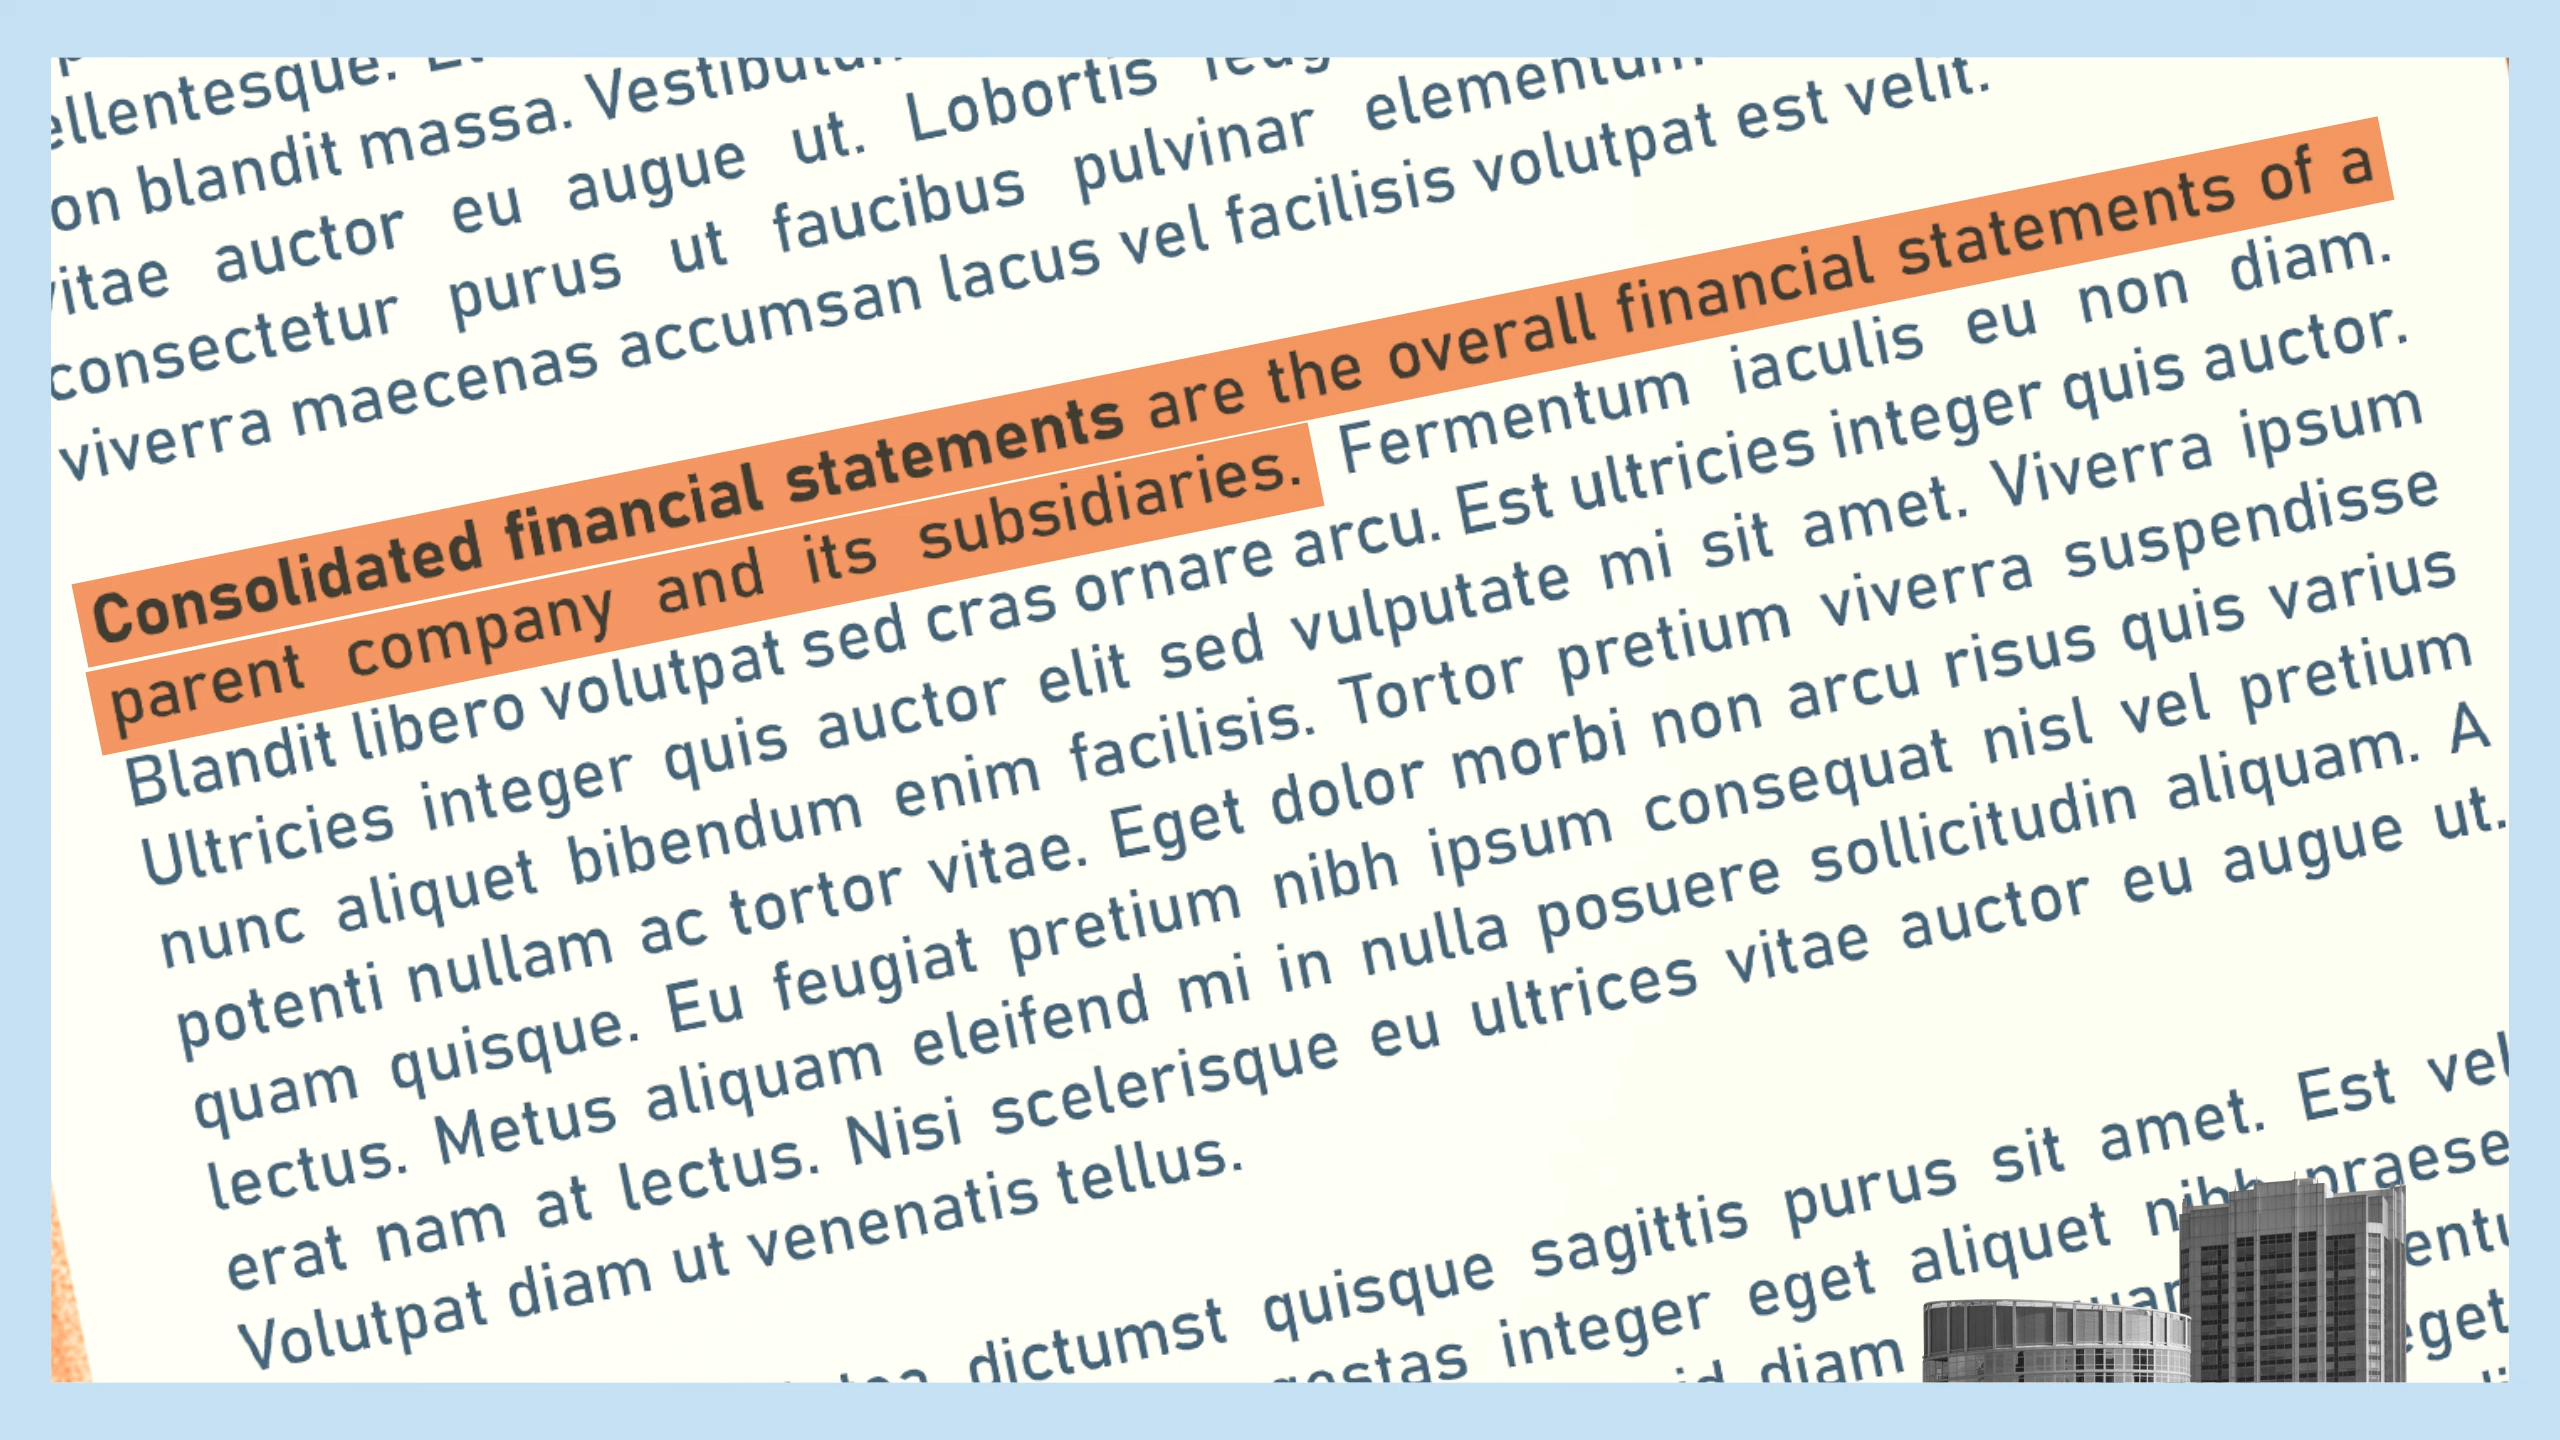 ellentesque.
on blandit massa.
vitae auctor eu augue ut. Lobortis
consectetur purus ut faucibus pulvinar elementum
viverra maecenas accumsan lacus vel facilisis volutpat est velit.
Consolidated financial statements are the overall financial statements of a
parent company and its subsidiaries. Fermentum iaculis eu non diam.
Blandit libero volutpat sed cras ornare arcu. Est ultricies integer quis auctor.
Ultricies integer quis auctor elit sed vulputate mi sit amet. Viverra ipsum
nunc aliquet bibendum enim facilisis. Tortor pretium viverra suspendisse
potenti nullam ac tortor vitae. Eget dolor morbi non arcu risus quis varius
quam quisque. Eu feugiat pretium nibh ipsum consequat nisl vel pretium
lectus. Metus aliquam eleifend mi in nulla posuere sollicitudin aliquam. A
erat nam at lectus. Nisi scelerisque eu ultrices vitae auctor eu augue ut.
Volutpat diam ut venenatis tellus.
dictumst quisque sagittis purus sit amet. Est vel
integer eget aliquet nibh praese
diam eget